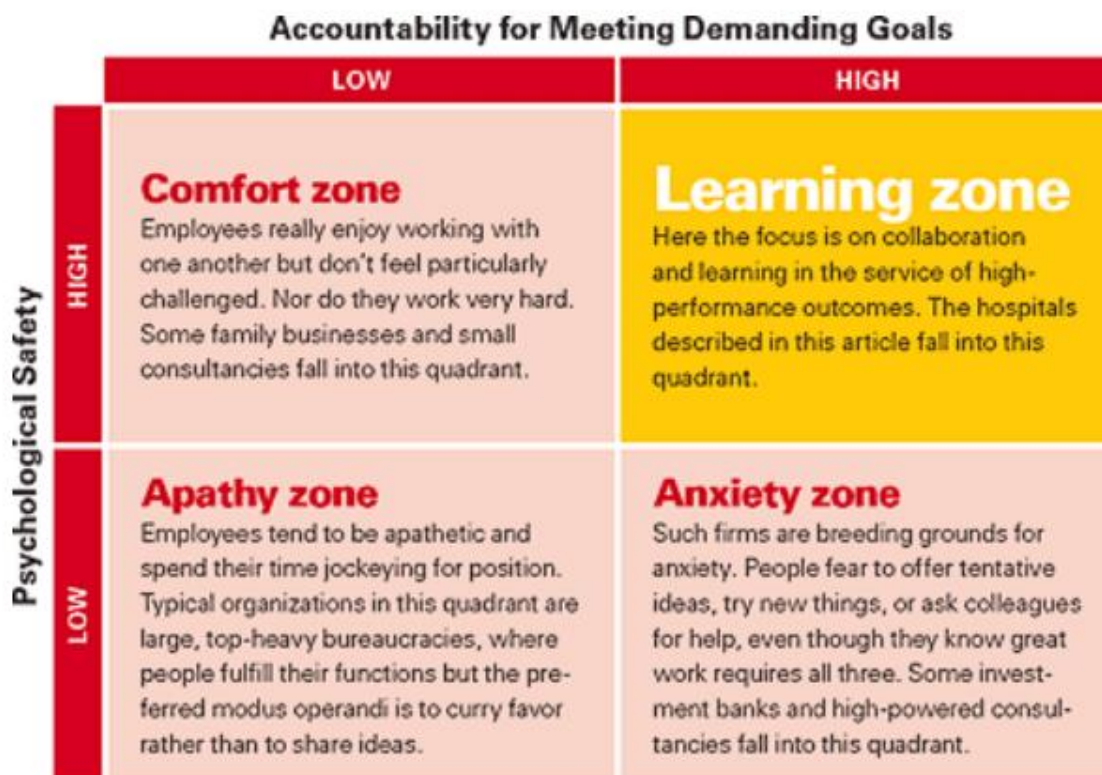 Accountability for Meeting Demanding Goals
LOW
HIGH
Psychological Safety
HIGH
Comfort zone
Employees really enjoy working with
one another but don't feel particularly
challenged. Nor do they work very hard.
Some family businesses and small
consultancies fall into this quadrant.
Learning zone
Here the focus is on collaboration
and learning in the service of high-
performance outcomes. The hospitals
described in this article fall into this
quadrant.
LOW
Apathy zone
Employees tend to be apathetic and
spend their time jockeying for position.
Typical organizations in this quadrant are
large, top-heavy bureaucracies, where
people fulfill their functions but the pre-
ferred modus operandi is to curry favor
rather than to share ideas.
Anxiety zone
Such firms are breeding grounds for
anxiety. People fear to offer tentative
ideas, try new things, or ask colleagues
for help, even though they know great
work requires all three. Some invest-
ment banks and high-powered consul-
tancies fall into this quadrant.